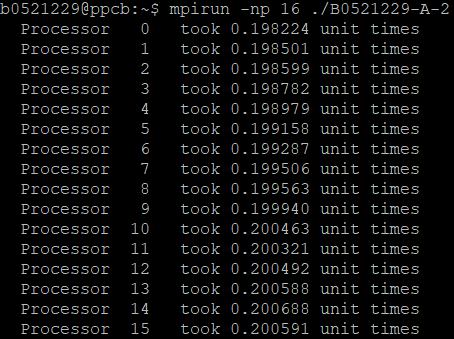 b0521229@ppcb:~$ mpirun -np 16 ./B0521229-A-2
Processor 0 took 0.198224 unit times
Processor 1 took 0.198501 unit times
Processor 2 took 0.198599 unit times
Processor 3 took 0.198782 unit times
Processor 4 took 0.198979 unit times
Processor 5 took 0.199158 unit times
Processor 6 took 0.199287 unit times
Processor 7 took 0.199506 unit times
Processor 8 took 0.199563 unit times
Processor 9 took 0.199940 unit times
Processor 10 took 0.200463 unit times
Processor 11 took 0.200321 unit times
Processor 12 took 0.200492 unit times
Processor 13 took 0.200588 unit times
Processor 14 took 0.200688 unit times
Processor 15 took 0.200591 unit times